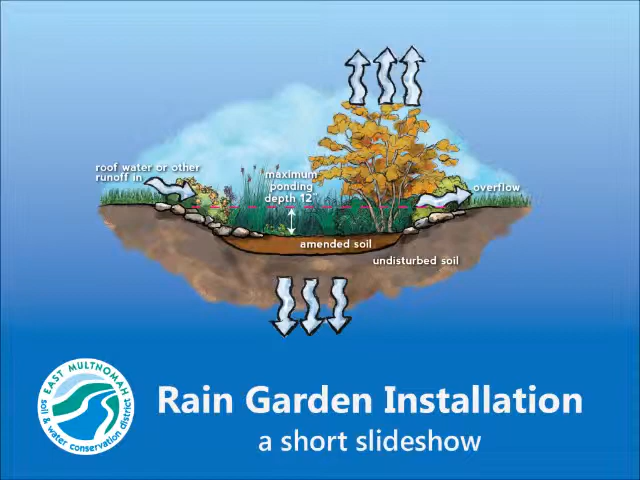 roof water or other
runoff in
maximum
ponding
depth 12"
overflow
amended soil
undisturbed soil
EAST MULTNOMAH
soil & water conservation district
Rain Garden Installation
a short slideshow